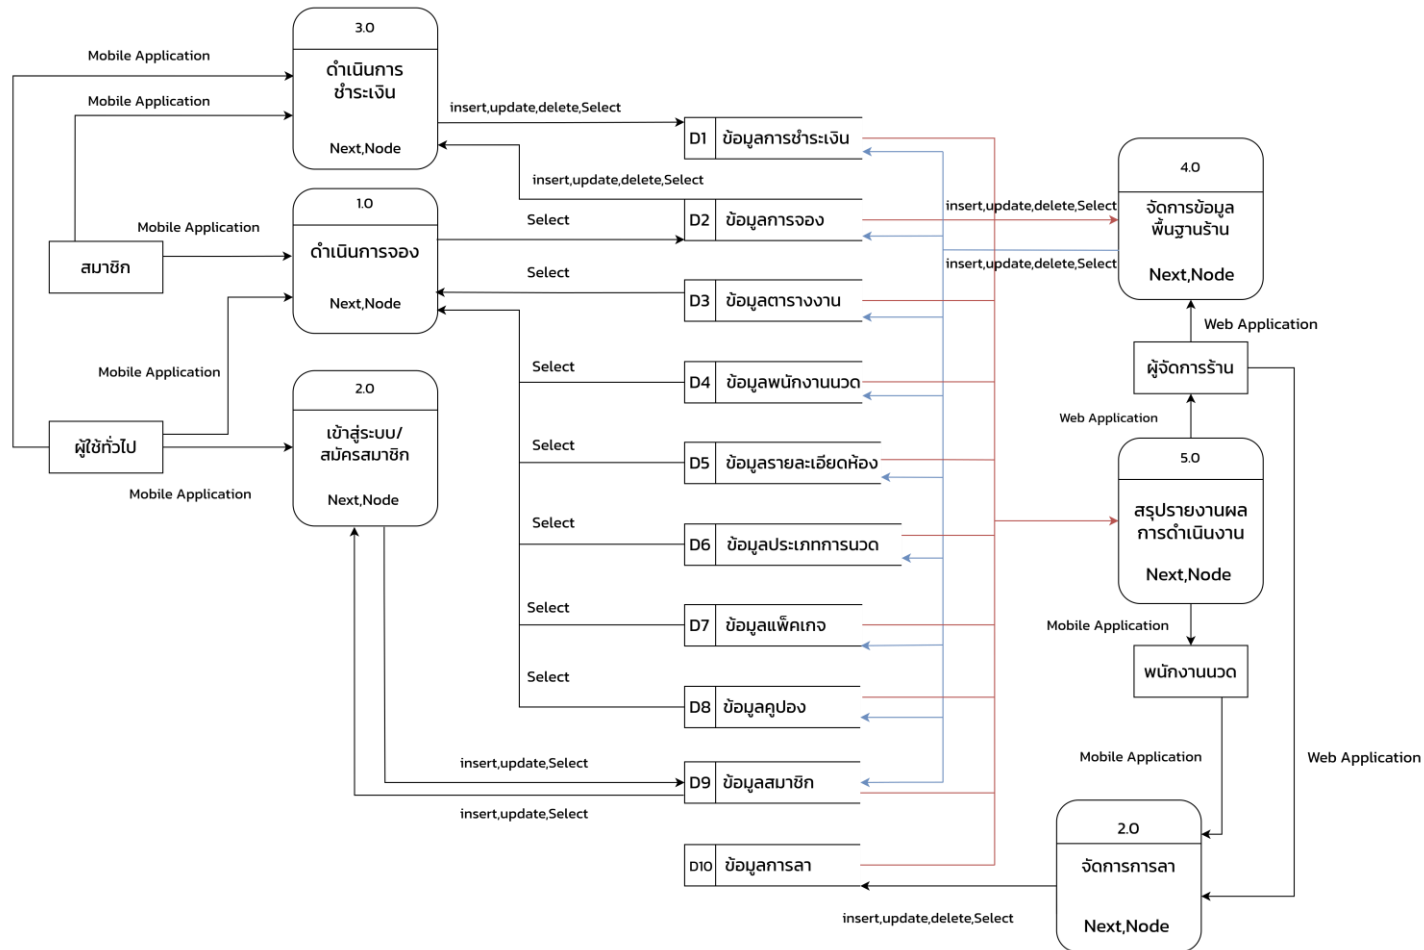 3.0
Mobile Application
ดำเนินการ
ชำระเงิน
Mobile Application
insert,update,delete,Select
Next,Node
D1 ข้อมูลการชำระเงิน
4.0
insert,update,delete,Select
1.0
Mobile Application
Select
D2 ข้อมูลการจอง
insert,update,delete,Select
จัดการข้อมูล
พื้นฐานร้าน
สมาชิก
ดำเนินการจอง
Select
insert,update,delete,Select
Next,Node
Next,Node
D3 ข้อมูลตารางงาน
Web Application
Mobile Application
Select
ผู้จัดการร้าน
2.0
D4 ข้อมูลพนักงานนวด
Web Application
ผู้ใช้ทั่วไป
เข้าสู่ระบบ/
สมัครสมาชิก
Select
D5 ข้อมูลรายละเอียดห้อง
5.0
Mobile Application
Next,Node
สรุปรายงานผล
การดำเนินงาน
Select
D6 ข้อมูลประเภทการนวด
Next,Node
Select
D7 ข้อมูลแพ็คเกจ
Mobile Application
พนักงานนวด
Select
D8 ข้อมูลคูปอง
Mobile Application
Web Application
insert,update,Select
D9 ข้อมูลสมาชิก
insert,update,Select
2.0
D10 ข้อมูลการลา
จัดการการลา
insert,update,delete,Select
Next,Node